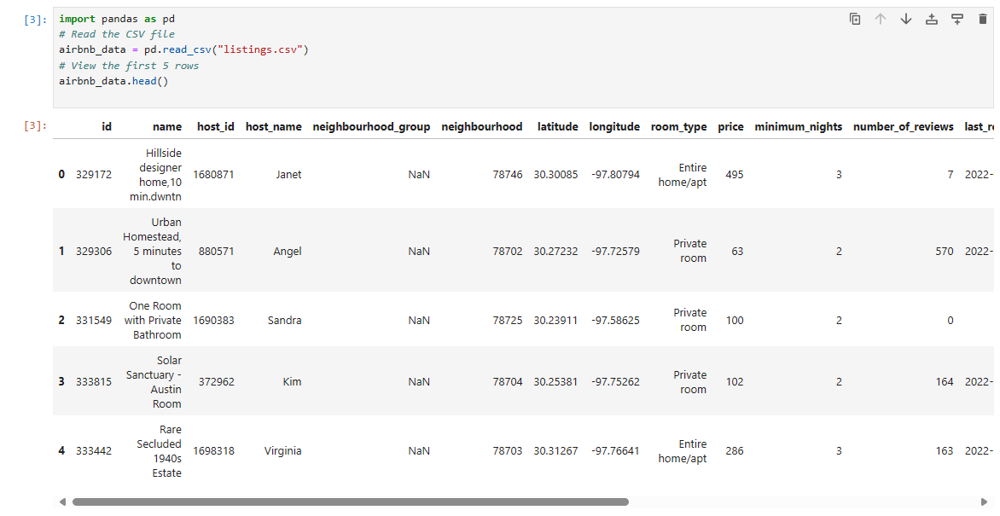 [3]:
import pandas as pd
# Read the CSV file
airbnb_data = pd.read_csv("listings.csv")
# View the first 5 rows
airbnb_data.head()
[3]:
id name host_id host_name neighbourhood_group neighbourhood latitude longitude room_type price minimum_nights number_of_reviews last_re
0 329172 Hillside designer home,10 min.dwntn 1680871 Janet NaN 78746 30.30085 -97.80794 Entire home/apt 495 3 7 2022-
1 329306 Urban Homestead, 5 minutes to downtown 880571 Angel NaN 78702 30.27232 -97.72579 Private room 63 2 570 2022-
2 331549 One Room with Private Bathroom 1690383 Sandra NaN 78725 30.23911 -97.58625 Private room 100 2 0
3 333815 Solar Sanctuary - Austin Room 372962 Kim NaN 78704 30.25381 -97.75262 Private room 102 2 164 2022-
4 333442 Rare Secluded 1940s Estate 1698318 Virginia NaN 78703 30.31267 -97.76641 Entire home/apt 286 3 163 2022-